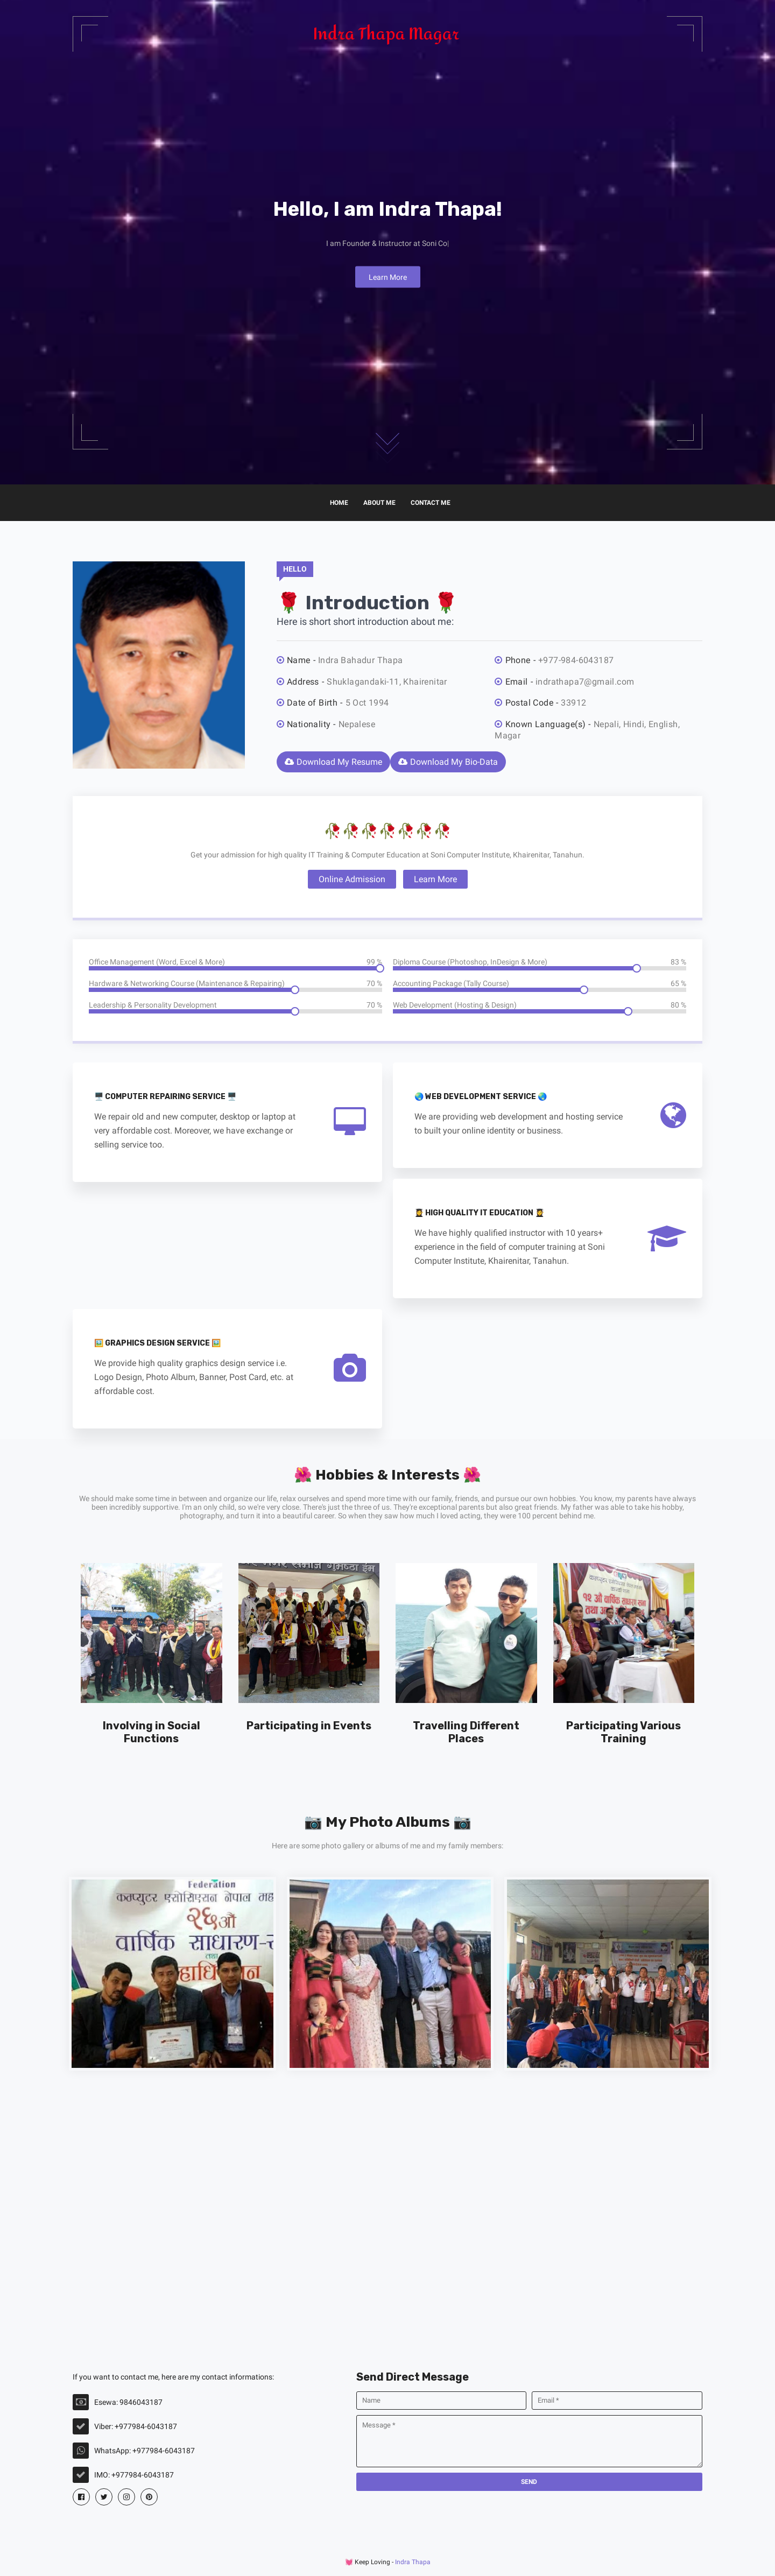 Indra Thapa Magar
Hello, I am Indra Thapa!
I am Founder & Instructor at Soni Co|
Learn More
HOME ABOUT ME CONTACT ME
HELLO
🌹 Introduction 🌹
Here is short short introduction about me:
Name - Indra Bahadur Thapa
Address - Shuklagandaki-11, Khairenitar
Date of Birth - 5 Oct 1994
Nationality - Nepalese
Phone - +977-984-6043187
Email - indrathapa7@gmail.com
Postal Code - 33912
Known Language(s) - Nepali, Hindi, English,
Magar
Download My Resume Download My Bio-Data
🥀🥀🥀🥀🥀🥀🥀
Get your admission for high quality IT Training & Computer Education at Soni Computer Institute, Khairenitar, Tanahun.
Online Admission Learn More
Office Management (Word, Excel & More) 99 %
Hardware & Networking Course (Maintenance & Repairing) 70 %
Leadership & Personality Development 70 %
Diploma Course (Photoshop, InDesign & More) 83 %
Accounting Package (Tally Course) 65 %
Web Development (Hosting & Design) 80 %
🖥️ COMPUTER REPAIRING SERVICE 🖥️
We repair old and new computer, desktop or laptop at
very affordable cost. Moreover, we have exchange or
selling service too.
🌏 WEB DEVELOPMENT SERVICE 🌏
We are providing web development and hosting service
to built your online identity or business.
👩‍🎓 HIGH QUALITY IT EDUCATION 👩‍🎓
We have highly qualified instructor with 10 years+
experience in the field of computer training at Soni
Computer Institute, Khairenitar, Tanahun.
🖼️ GRAPHICS DESIGN SERVICE 🖼️
We provide high quality graphics design service i.e.
Logo Design, Photo Album, Banner, Post Card, etc. at
affordable cost.
🌺 Hobbies & Interests 🌺
We should make some time in between and organize our life, relax ourselves and spend more time with our family, friends, and pursue our own hobbies. You know, my parents have always
been incredibly supportive. I'm an only child, so we're very close. There's just the three of us. They're exceptional parents but also great friends. My father was able to take his hobby,
photography, and turn it into a beautiful career. So when they saw how much I loved acting, they were 100 percent behind me.
Involving in Social
Functions
Participating in Events
Travelling Different
Places
१२ औं वार्षिक
Participating Various
Training
📷 My Photo Albums 📷
Here are some photo gallery or albums of me and my family members:
Federation
कम्प्युटर एसोसिएसन नेपाल
२६औं
वार्षिक साधारण
If you want to contact me, here are my contact informations:
Esewa: 9846043187
Viber: +977984-6043187
WhatsApp: +977984-6043187
IMO: +977984-6043187
Send Direct Message
Name Email *
Message *
SEND
💓 Keep Loving - Indra Thapa